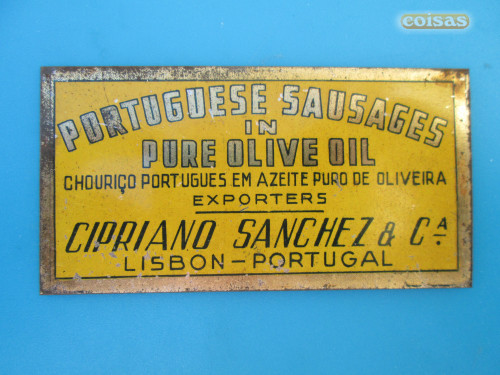 coisas
PORTUGUESE SAUSAGES
IN
PURE OLIVE OIL
CHOURIÇO PORTUGUES EM AZEITE PURO DE OLIVEIRA
EXPORTERS
CIPRIANO SANCHEZ & Cᴬ.
LISBON — PORTUGAL